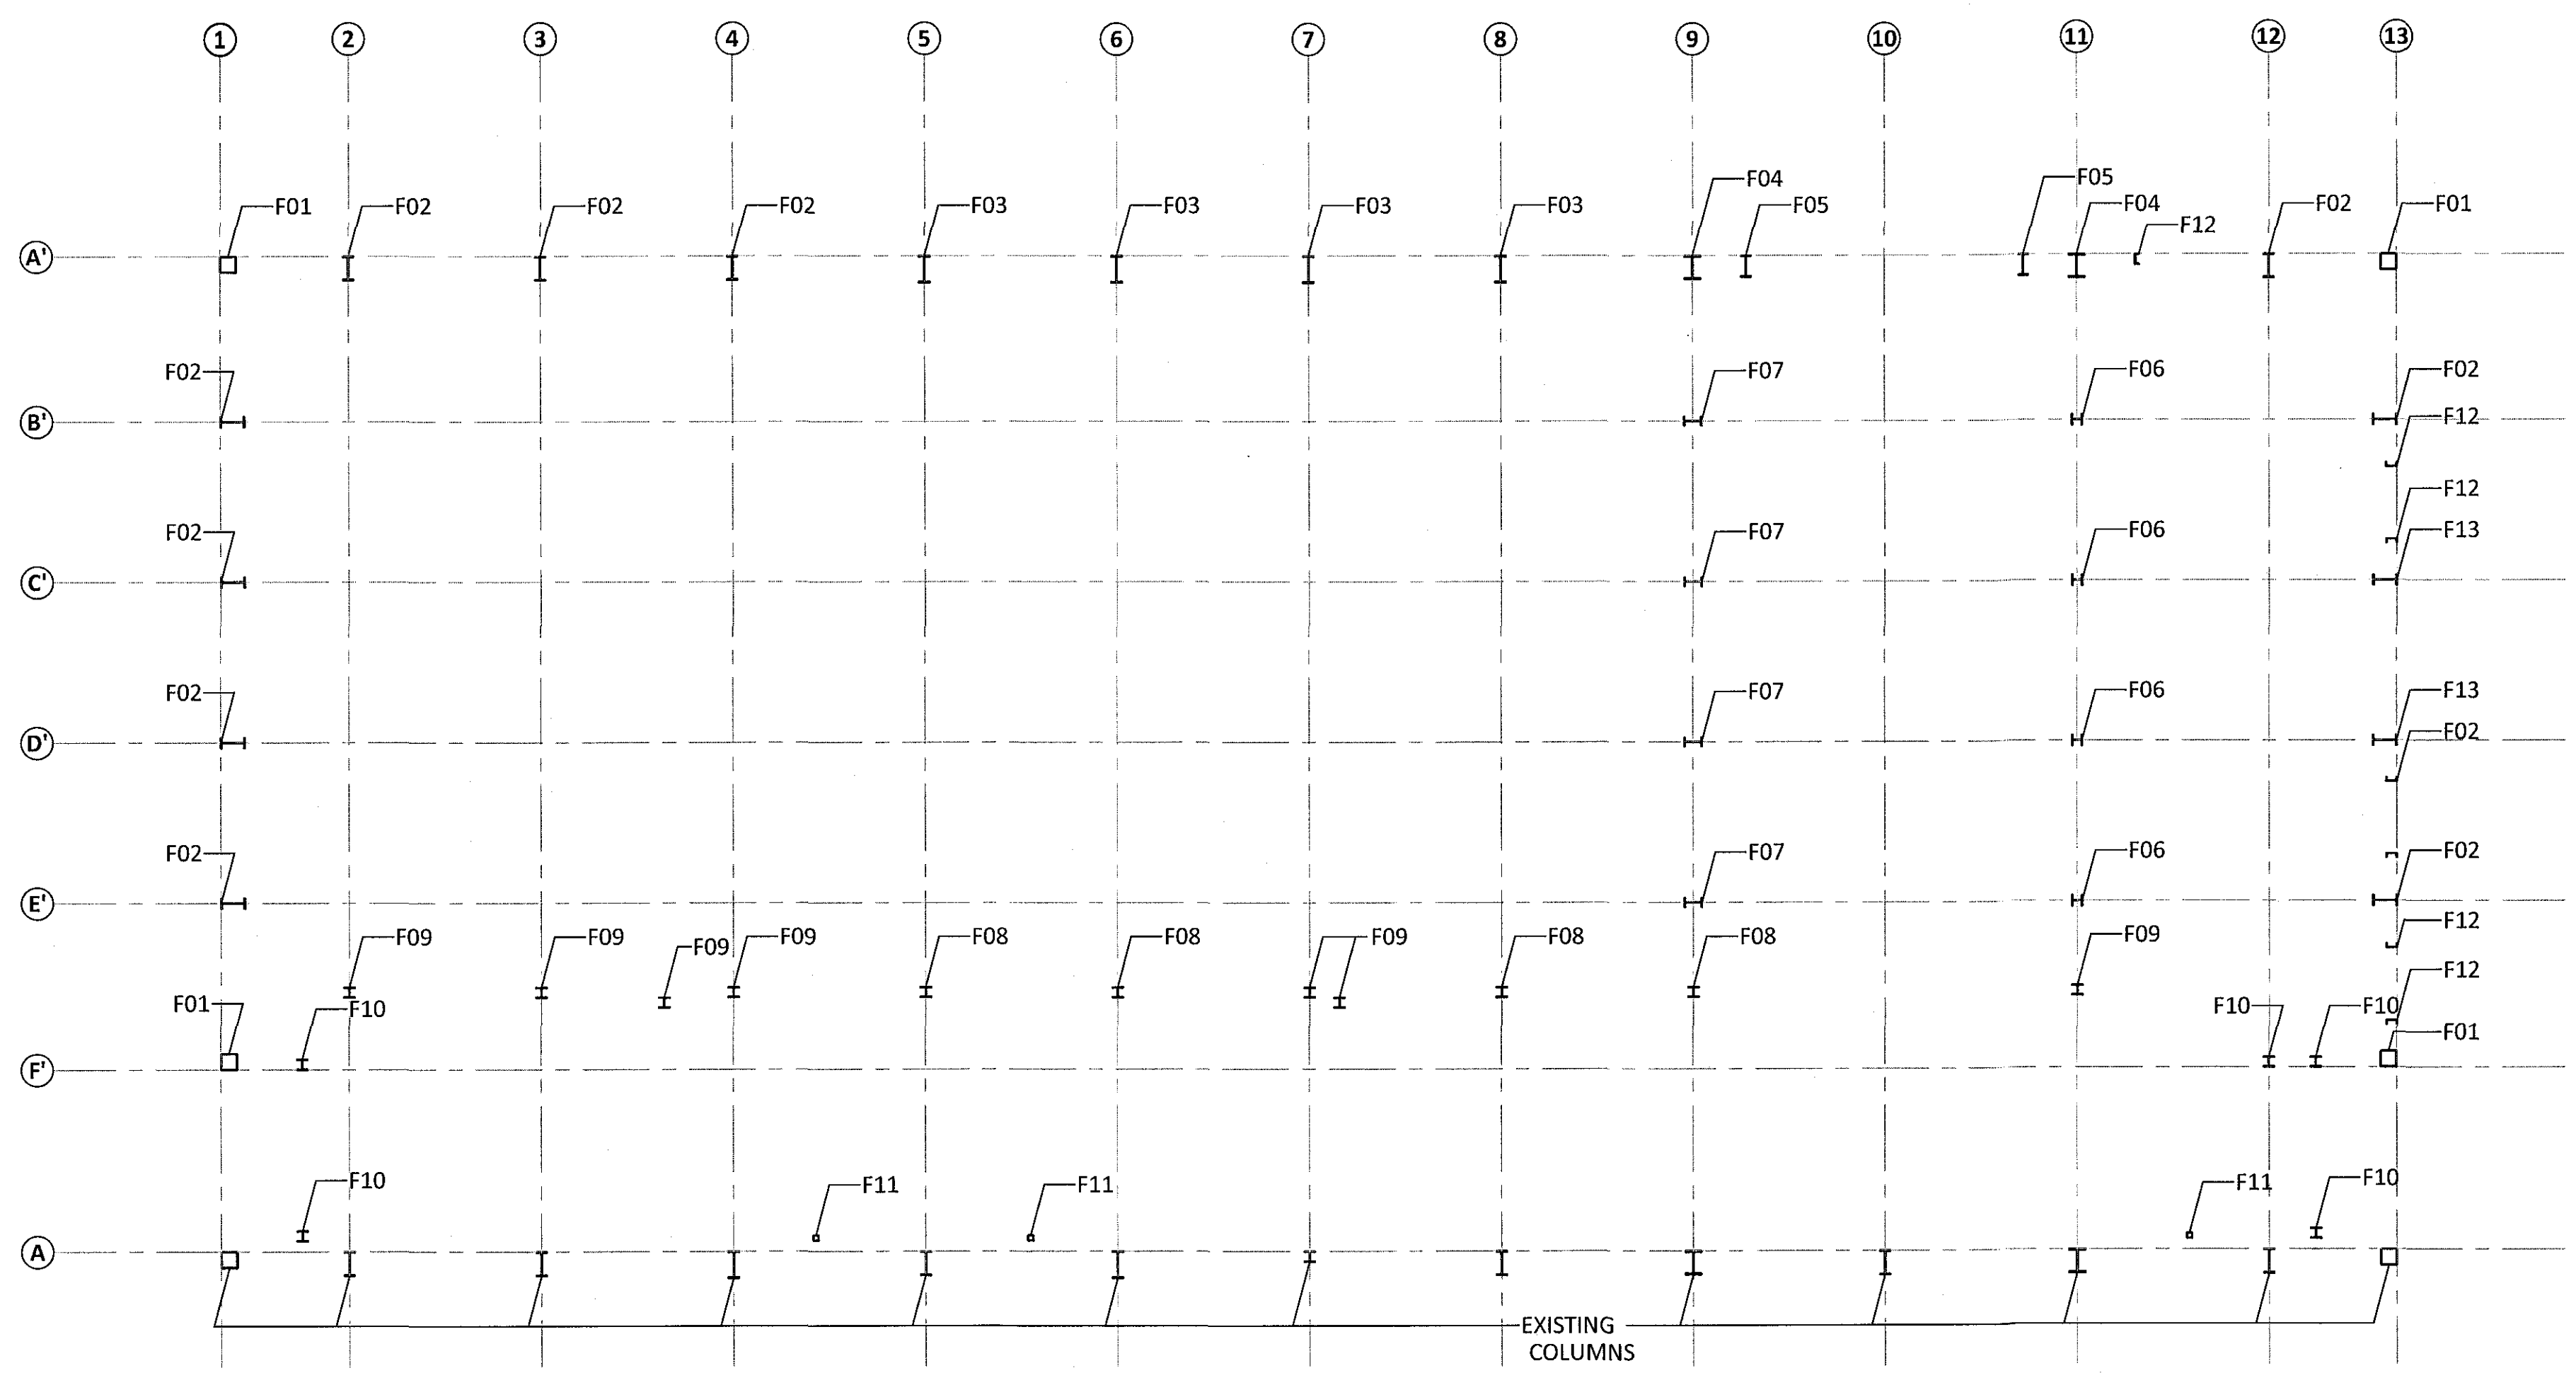 1 2 3 4 5 6 7 8 9 10 11 12 13
F04 F05
F01 F02 F02 F02 F03 F03 F03 F03 F05 F04 F02 F01
F12
A'
F02 F07 F06 F02
B' F12
F12
F02 F07 F06 F13
C'
F02 F07 F06 F13
D' F02
F02 F07 F06 F02
E'
F12
F09 F09 F09 F09 F08 F08 F09 F08 F08 F09
F12
F01 F10 F10 F10
F01
F'
F10 F11 F11 F11 F10
A
EXISTING
COLUMNS